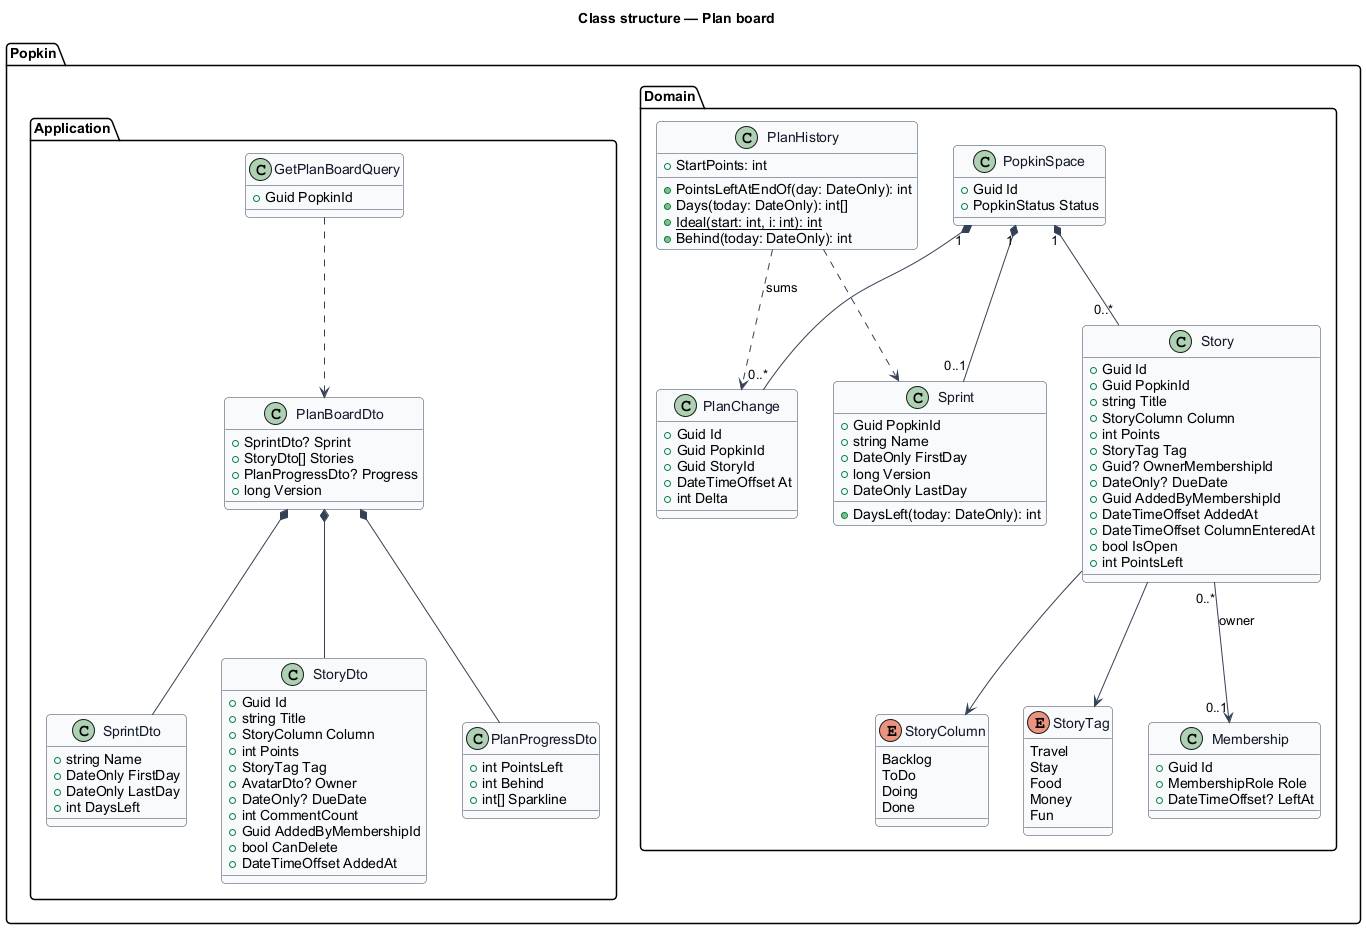 Class structure — Plan board
Popkin
Application
C GetPlanBoardQuery
Guid PopkinId
C PlanBoardDto
SprintDto? Sprint
StoryDto[] Stories
PlanProgressDto? Progress
long Version
C SprintDto
string Name
DateOnly FirstDay
DateOnly LastDay
int DaysLeft
C StoryDto
Guid Id
string Title
StoryColumn Column
int Points
StoryTag Tag
AvatarDto? Owner
DateOnly? DueDate
int CommentCount
Guid AddedByMembershipId
bool CanDelete
DateTimeOffset AddedAt
C PlanProgressDto
int PointsLeft
int Behind
int[] Sparkline
Domain
C PlanHistory
StartPoints: int
PointsLeftAtEndOf(day: DateOnly): int
Days(today: DateOnly): int[]
Ideal(start: int, i: int): int
Behind(today: DateOnly): int
C PopkinSpace
Guid Id
PopkinStatus Status
1
1
1
sums
0..*
0..1
0..*
C PlanChange
Guid Id
Guid PopkinId
Guid StoryId
DateTimeOffset At
int Delta
C Sprint
Guid PopkinId
string Name
DateOnly FirstDay
long Version
DateOnly LastDay
DaysLeft(today: DateOnly): int
C Story
Guid Id
Guid PopkinId
string Title
StoryColumn Column
int Points
StoryTag Tag
Guid? OwnerMembershipId
DateOnly? DueDate
Guid AddedByMembershipId
DateTimeOffset AddedAt
DateTimeOffset ColumnEnteredAt
bool IsOpen
int PointsLeft
0..*
owner
0..1
E StoryColumn
Backlog
ToDo
Doing
Done
E StoryTag
Travel
Stay
Food
Money
Fun
C Membership
Guid Id
MembershipRole Role
DateTimeOffset? LeftAt